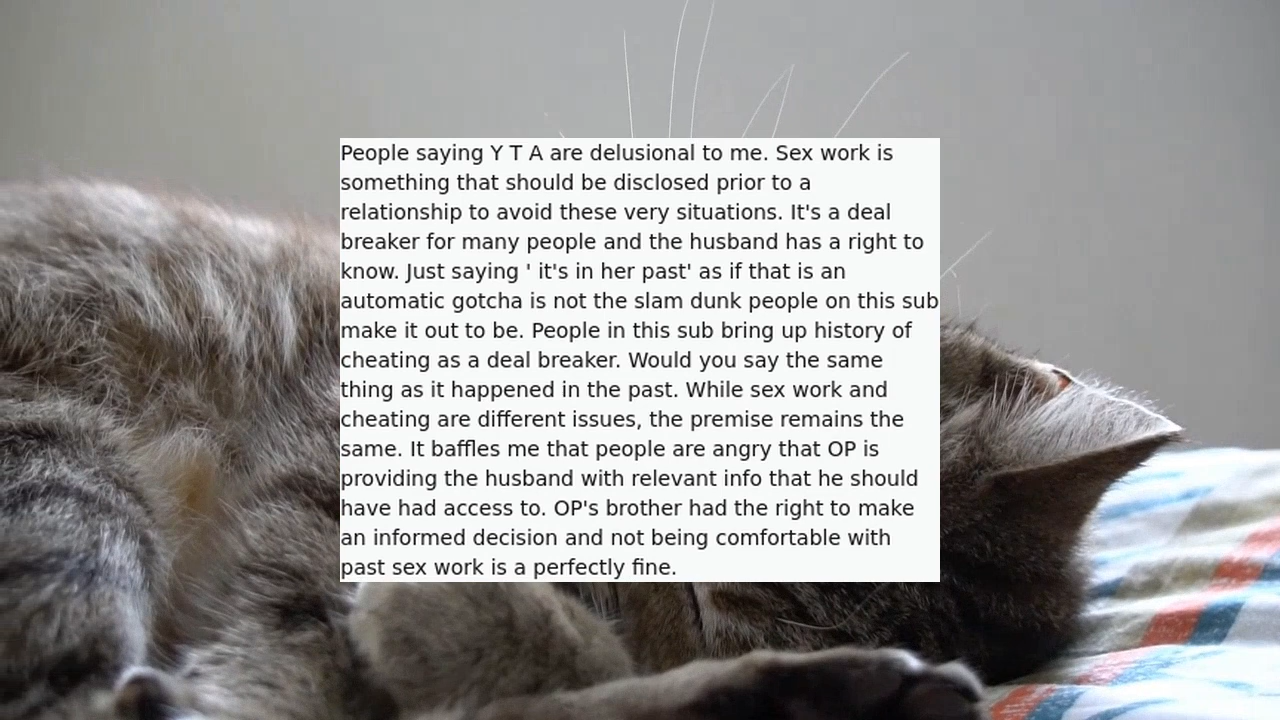 People saying Y T A are delusional to me. Sex work is
something that should be disclosed prior to a
relationship to avoid these very situations. It's a deal
breaker for many people and the husband has a right to
know. Just saying ' it's in her past' as if that is an
automatic gotcha is not the slam dunk people on this sub
make it out to be. People in this sub bring up history of
cheating as a deal breaker. Would you say the same
thing as it happened in the past. While sex work and
cheating are different issues, the premise remains the
same. It baffles me that people are angry that OP is
providing the husband with relevant info that he should
have had access to. OP's brother had the right to make
an informed decision and not being comfortable with
past sex work is a perfectly fine.